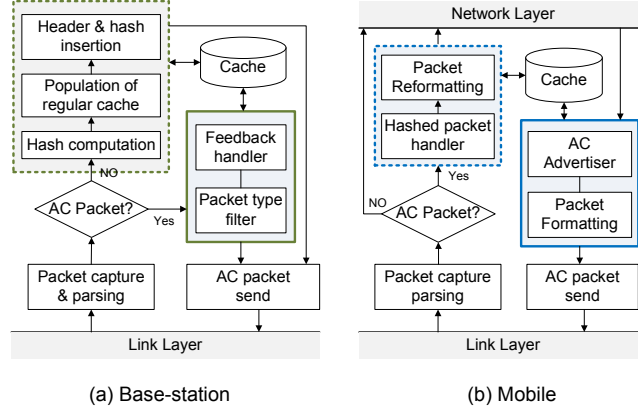 Header & hash
insertion
Population of
regular cache
Hash computation
NO
AC Packet?
Yes
Packet capture
& parsing
Cache
Feedback
handler
Packet type
filter
AC packet
send
Link Layer
(a) Base-station
Network Layer
Packet
Reformatting
Hashed packet
handler
Yes
NO
AC Packet?
Packet capture
parsing
Cache
AC
Advertiser
Packet
Formatting
AC packet
send
Link Layer
(b) Mobile